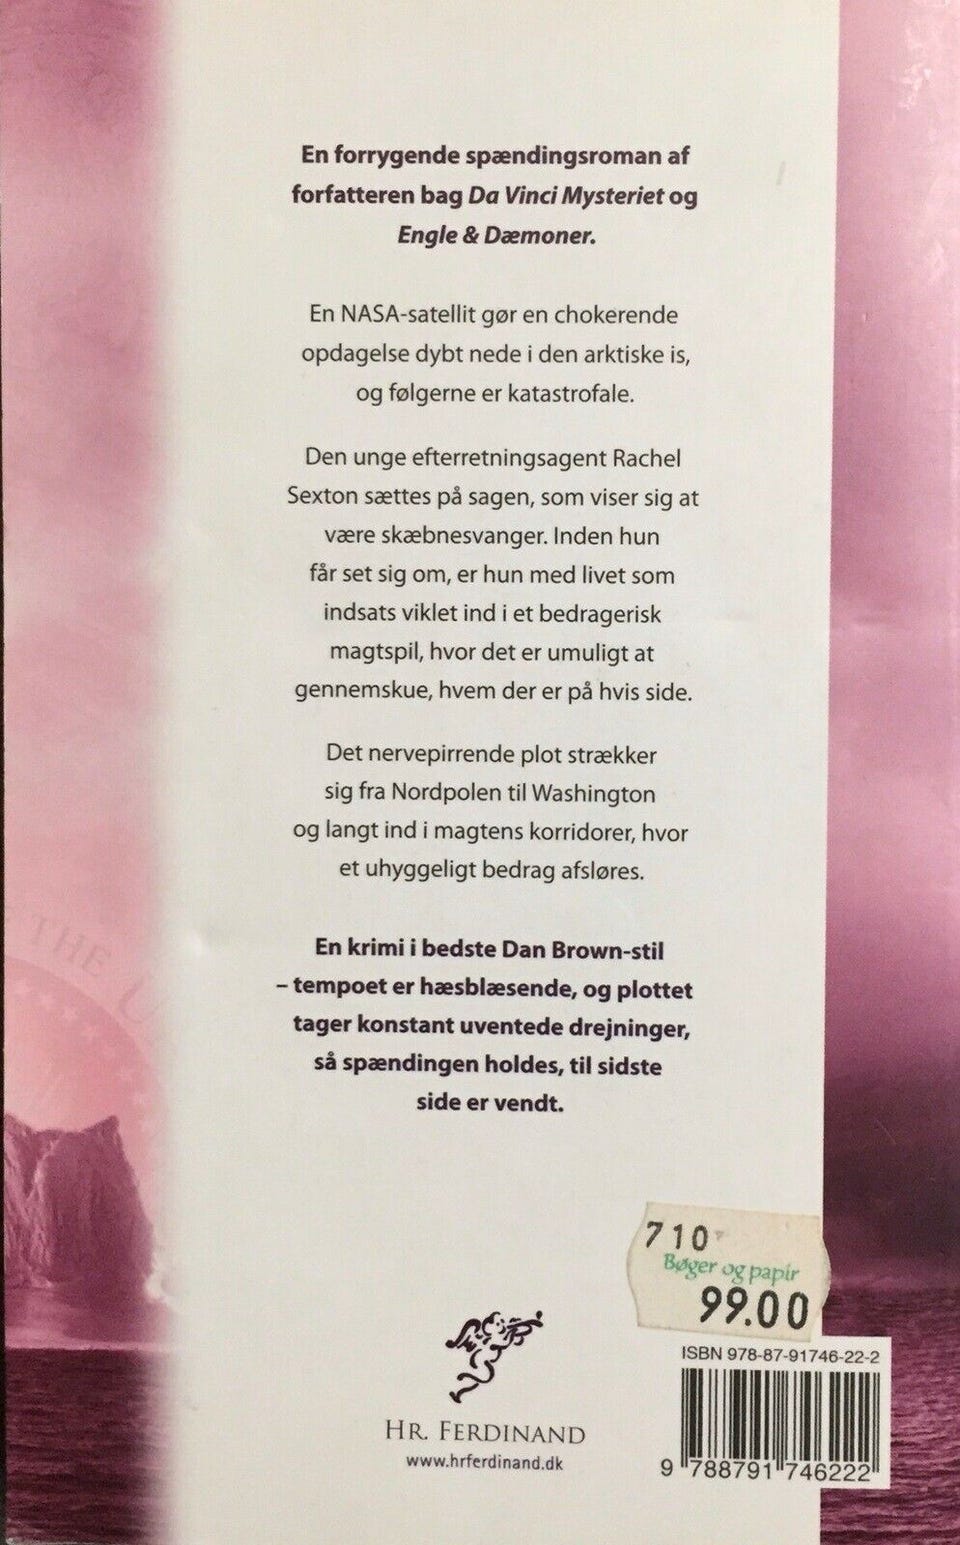 En forrygende spændingsroman af
forfatteren bag Da Vinci Mysteriet og
Engle & Dæmoner.
En NASA-satellit gør en chokerende
opdagelse dybt nede i den arktiske is,
og følgerne er katastrofale.
Den unge efterretningsagent Rachel
Sexton sættes på sagen, som viser sig at
være skæbnesvanger. Inden hun
får set sig om, er hun med livet som
indsats viklet ind i et bedragerisk
magtspil, hvor det er umuligt at
gennemskue, hvem der er på hvis side.
Det nervepirrende plot strækker
sig fra Nordpolen til Washington
og langt ind i magtens korridorer, hvor
et uhyggeligt bedrag afsløres.
THE
En krimi i bedste Dan Brown-stil
– tempoet er hæsblæsende, og plottet
tager konstant uventede drejninger,
så spændingen holdes, til sidste
side er vendt.
710
Bøger og papir
99.00
HR. FERDINAND
www.hrferdinand.dk
ISBN 978-87-91746-22-2
9 788791 746222